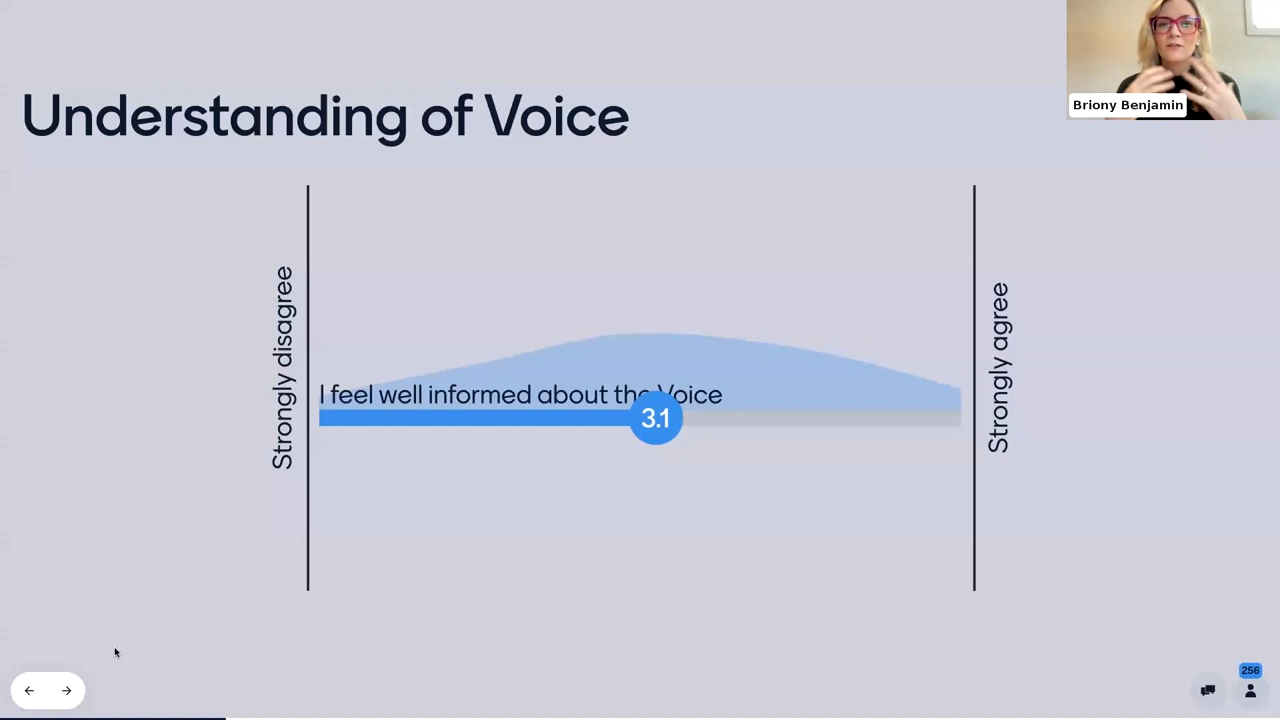 Understanding of Voice
Briony Benjamin
Strongly disagree
I feel well informed about the Voice
3.1
Strongly agree
256